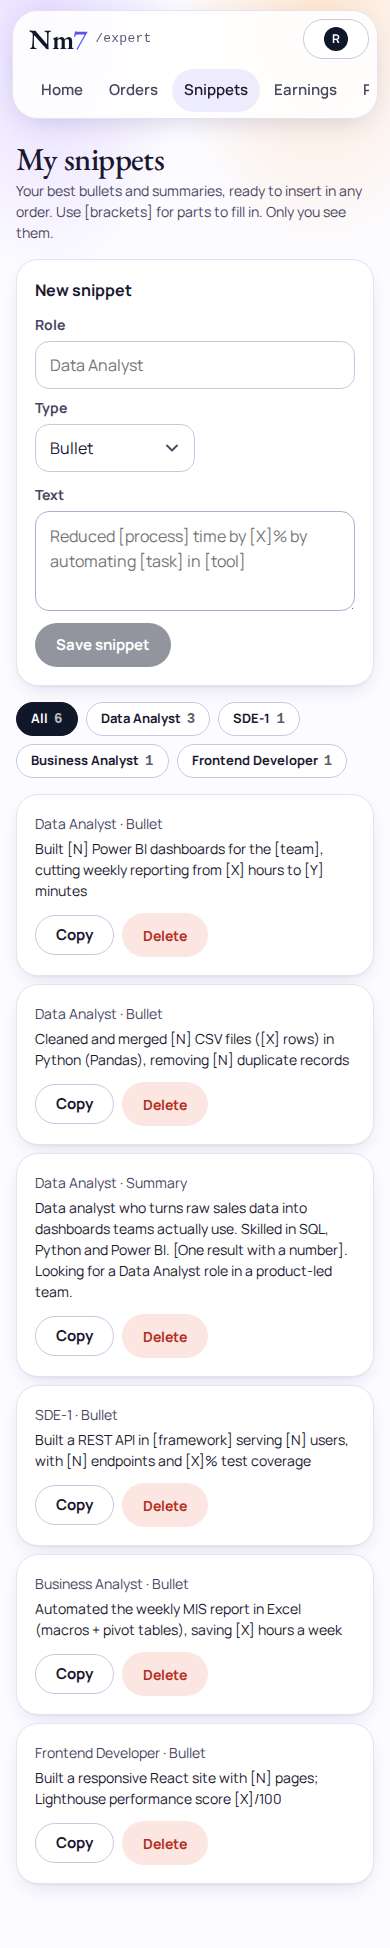 Nm7 /expert
R
Home Orders Snippets Earnings
My snippets
Your best bullets and summaries, ready to insert in any
order. Use [brackets] for parts to fill in. Only you see
them.
New snippet
Role
Data Analyst
Type
Bullet
Text
Reduced [process] time by [X]% by
automating [task] in [tool]
Save snippet
All 6
Data Analyst 3
SDE-1 1
Business Analyst 1
Frontend Developer 1
Data Analyst · Bullet
Built [N] Power BI dashboards for the [team],
cutting weekly reporting from [X] hours to [Y]
minutes
Copy Delete
Data Analyst · Bullet
Cleaned and merged [N] CSV files ([X] rows) in
Python (Pandas), removing [N] duplicate records
Copy Delete
Data Analyst · Summary
Data analyst who turns raw sales data into
dashboards teams actually use. Skilled in SQL,
Python and Power BI. [One result with a number].
Looking for a Data Analyst role in a product-led
team.
Copy Delete
SDE-1 · Bullet
Built a REST API in [framework] serving [N] users,
with [N] endpoints and [X]% test coverage
Copy Delete
Business Analyst · Bullet
Automated the weekly MIS report in Excel
(macros + pivot tables), saving [X] hours a week
Copy Delete
Frontend Developer · Bullet
Built a responsive React site with [N] pages;
Lighthouse performance score [X]/100
Copy Delete